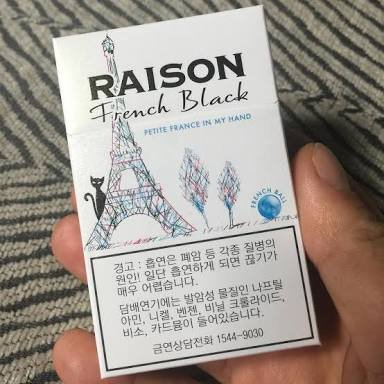 RAISON
French Black
PETITE FRANCE IN MY HAND
FRENCH BALL
경고 : 흡연은 폐암 등 각종 질병의
원인! 일단 흡연하게 되면 끊기가
매우 어렵습니다.
담배연기에는 발암성 물질인 나프틸
아민, 니켈, 벤젠, 비닐 크롤라이드,
비소, 카드뮴이 들어있습니다.
금연상담전화 1544-9030